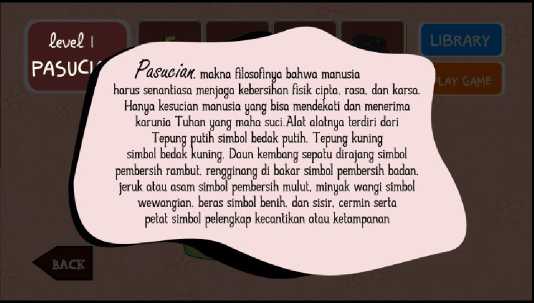 level 1
PASUCI
LIBRARY
PLAY GAME
Pasucian, makna filosofinya bahwa manusia
harus senantiasa menjaga kebersihan fisik cipta, rasa, dan karsa.
Hanya kesucian manusia yang bisa mendekati dan menerima
karunia Tuhan yang maha suci.Alat alatnya terdiri dari
Tepung putih simbol bedak putih, Tepung kuning
simbol bedak kuning, Daun kembang sepatu dirajang simbol
pembersih rambut, rengginang di bakar simbol pembersih badan,
jeruk atau asam simbol pembersih mulut, minyak wangi simbol
wewangian, beras simbol benih, dan sisir, cermin serta
petat simbol pelengkap kecantikan atau ketampanan
BACK